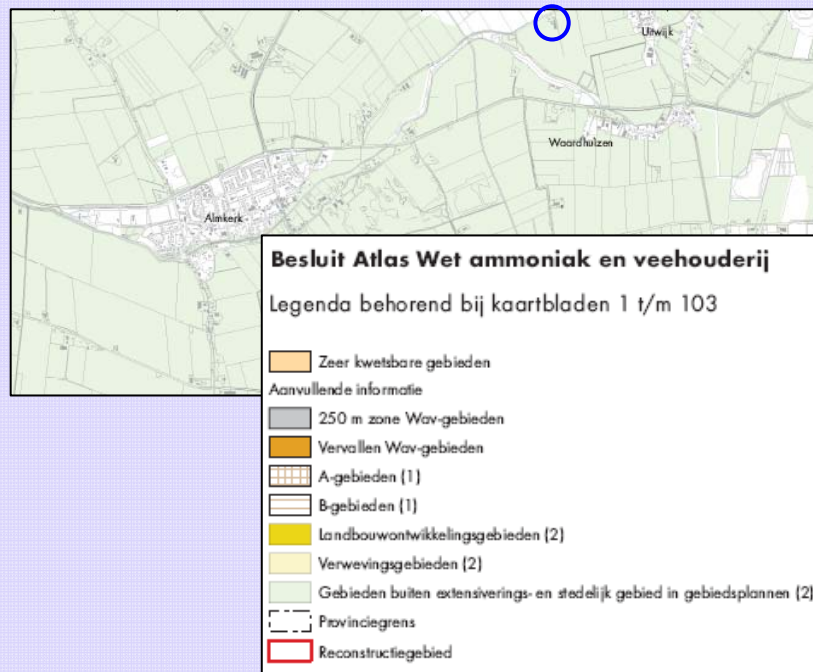 Uitwijk
Waardhuizen
Almkerk
Besluit Atlas Wet ammoniak en veehouderij
Legenda behorend bij kaartbladen 1 t/m 103
Zeer kwetsbare gebieden
Aanvullende informatie
250 m zone Wav-gebieden
Vervallen Wav-gebieden
A-gebieden (1)
B-gebieden (1)
Landbouwontwikkelingsgebieden (2)
Verwevingsgebieden (2)
Gebieden buiten extensiverings- en stedelijk gebied in gebiedsplannen (2)
Provinciegrens
Reconstructiegebied